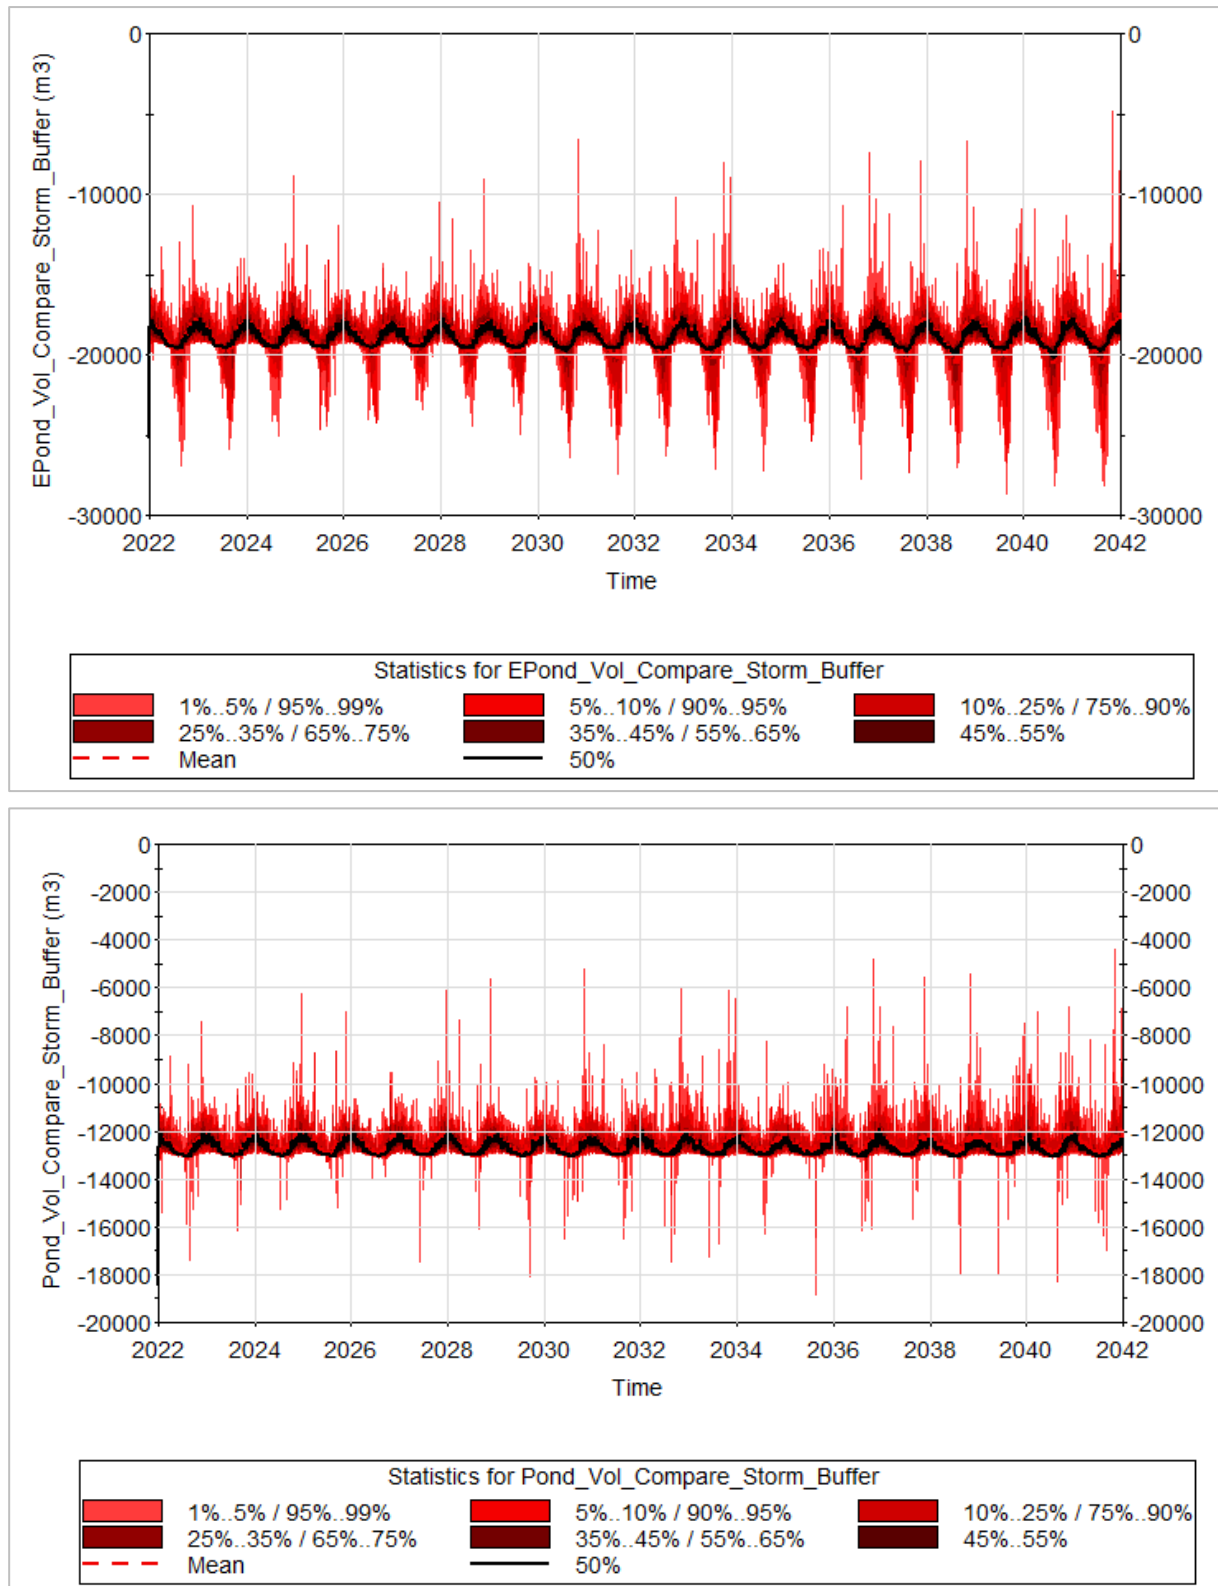 EPond_Vol_Compare_Storm_Buffer (m3)
0 0
-10000 -10000
-20000 -20000
-30000 -30000
2022 2024 2026 2028 2030 2032 2034 2036 2038 2040 2042
Time
Statistics for EPond_Vol_Compare_Storm_Buffer
1%..5% / 95%..99% 5%..10% / 90%..95% 10%..25% / 75%..90%
25%..35% / 65%..75% 35%..45% / 55%..65% 45%..55%
Mean 50%
Pond_Vol_Compare_Storm_Buffer (m3)
0 0
-2000 -2000
-4000 -4000
-6000 -6000
-8000 -8000
-10000 -10000
-12000 -12000
-14000 -14000
-16000 -16000
-18000 -18000
-20000 -20000
2022 2024 2026 2028 2030 2032 2034 2036 2038 2040 2042
Time
Statistics for Pond_Vol_Compare_Storm_Buffer
1%..5% / 95%..99% 5%..10% / 90%..95% 10%..25% / 75%..90%
25%..35% / 65%..75% 35%..45% / 55%..65% 45%..55%
Mean 50%